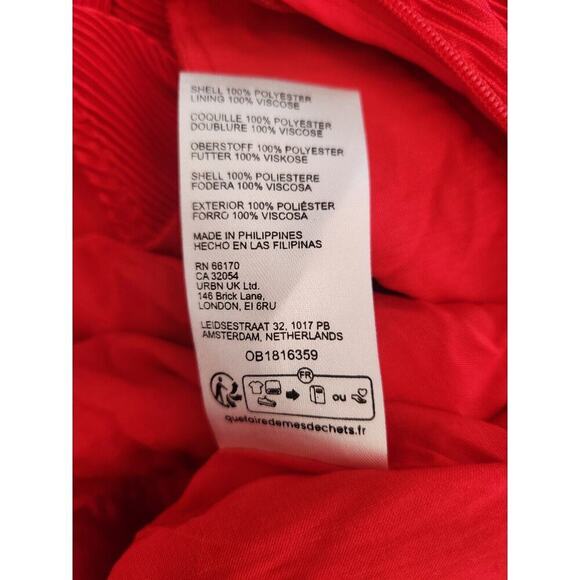 SHELL 100% POLYESTER
LINING 100% VISCOSE
COQUILLE 100% POLYESTER
DOUBLURE 100% VISCOSE
OBERSTOFF 100% POLYESTER
FUTTER 100% VISKOSE
SHELL 100% POLIESTERE
FODERA 100% VISCOSA
EXTERIOR 100% POLIÉSTER
FORRO 100% VISCOSA
MADE IN PHILIPPINES
HECHO EN LAS FILIPINAS
RN 66170
CA 32054
URBN UK Ltd.
146 Brick Lane,
LONDON, EI 6RU
LEIDSESTRAAT 32, 1017 PB
AMSTERDAM, NETHERLANDS
OB1816359
FR
ou
quefairedemesdechets.fr